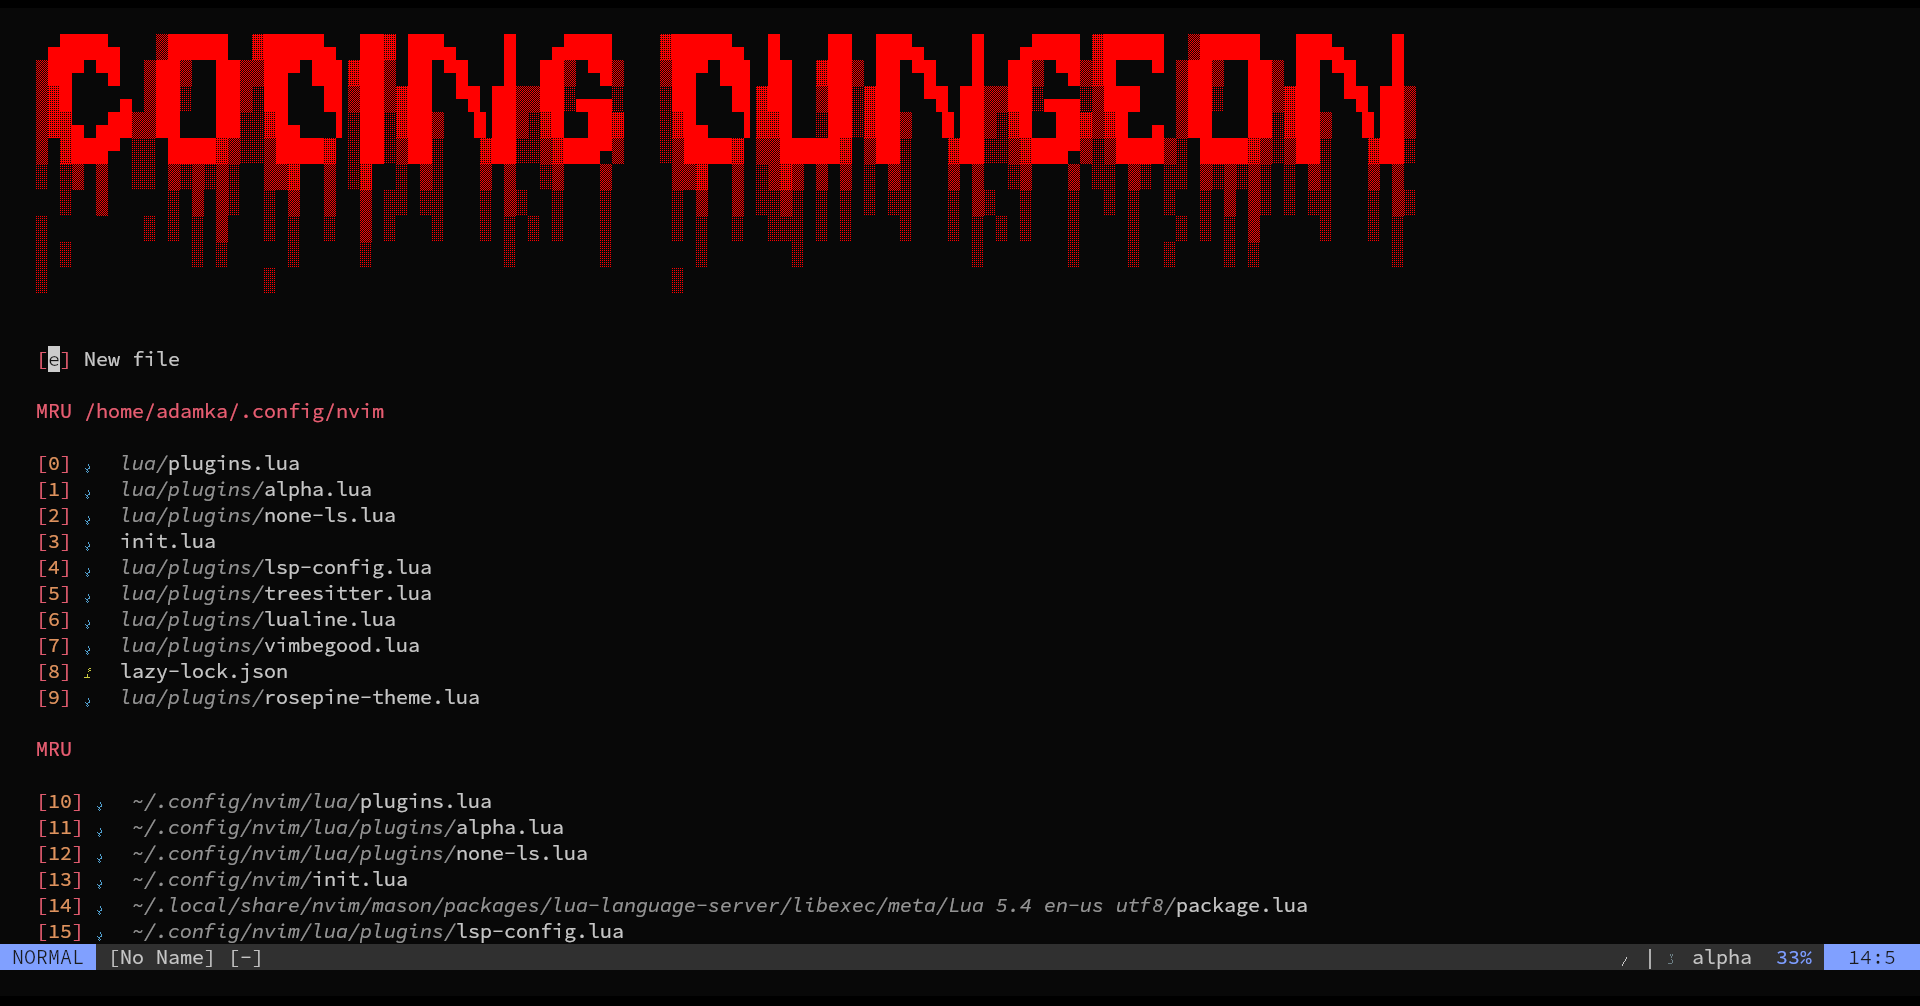 CODING DUNGEON
[e] New file
MRU /home/adamka/.config/nvim
[0] lua/plugins.lua
[1] lua/plugins/alpha.lua
[2] lua/plugins/none-ls.lua
[3] init.lua
[4] lua/plugins/lsp-config.lua
[5] lua/plugins/treesitter.lua
[6] lua/plugins/lualine.lua
[7] lua/plugins/vimbegood.lua
[8] lazy-lock.json
[9] lua/plugins/rosepine-theme.lua
MRU
[10] ~/.config/nvim/lua/plugins.lua
[11] ~/.config/nvim/lua/plugins/alpha.lua
[12] ~/.config/nvim/lua/plugins/none-ls.lua
[13] ~/.config/nvim/init.lua
[14] ~/.local/share/nvim/mason/packages/lua-language-server/libexec/meta/Lua 5.4 en-us utf8/package.lua
[15] ~/.config/nvim/lua/plugins/lsp-config.lua
NORMAL [No Name] [-] | alpha 33% 14:5